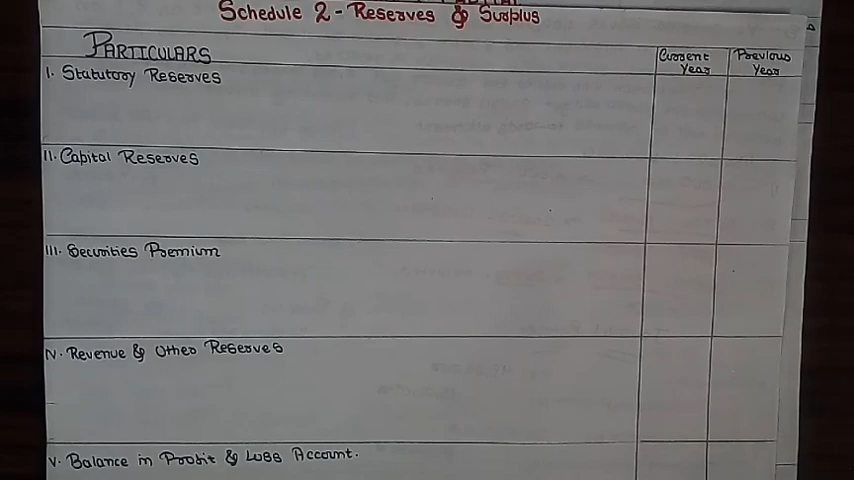 Schedule 2 - Reserves & Surplus
PARTICULARS
Current Year
Previous Year
I. Statutory Reserves
II. Capital Reserves
III. Securities Premium
IV. Revenue & Other Reserves
V. Balance in Profit & Loss Account.